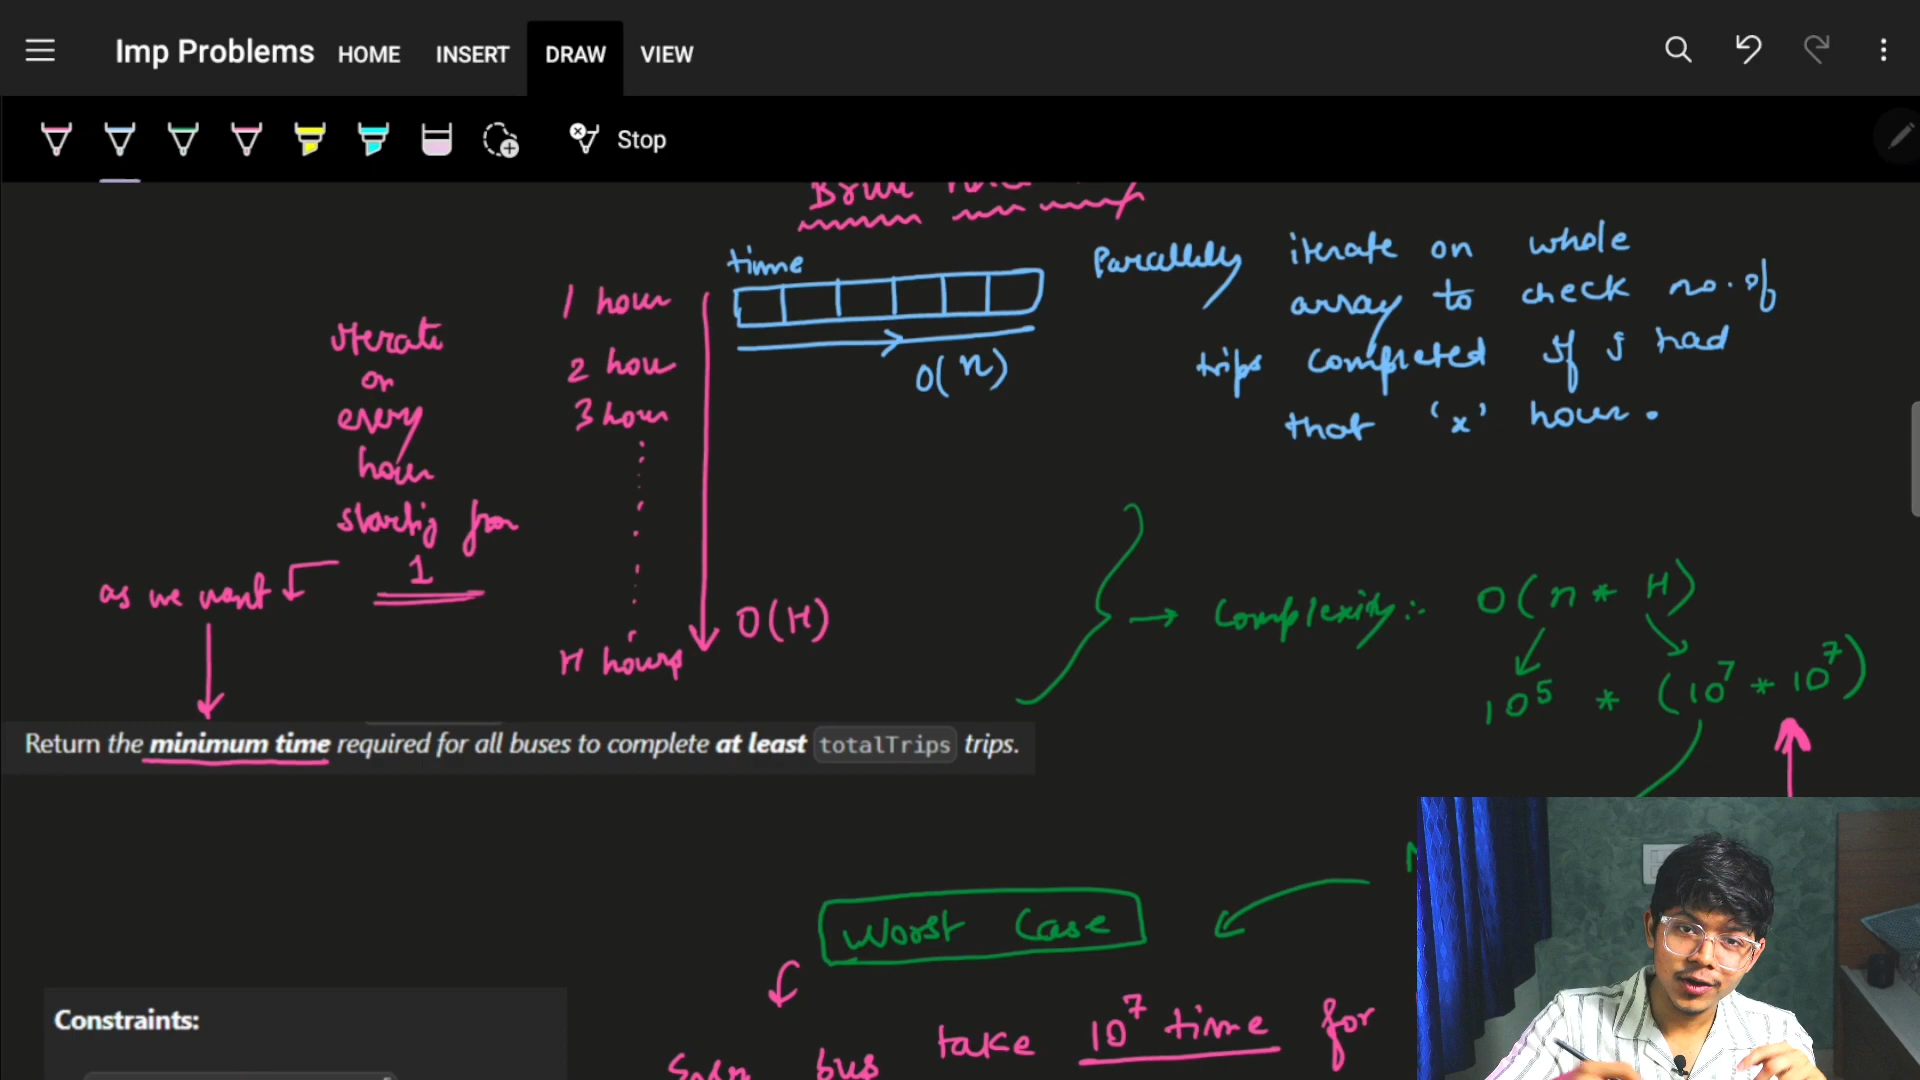 Imp Problems HOME INSERT DRAW VIEW
Stop
time
Parallely iterate on whole
array to check no. of
trips completed if I had
that 'x' hour.
O(n)
1 hour
2 hour
3 hour
H hours
O(H)
iterate
on
every
hour
starting from
1
as we want
→ Complexity:- O(n * H)
10^5 * (10^7 * 10^7)
Return the minimum time required for all buses to complete at least totalTrips trips.
Worst Case
bus take 10^7 time for
Constraints: